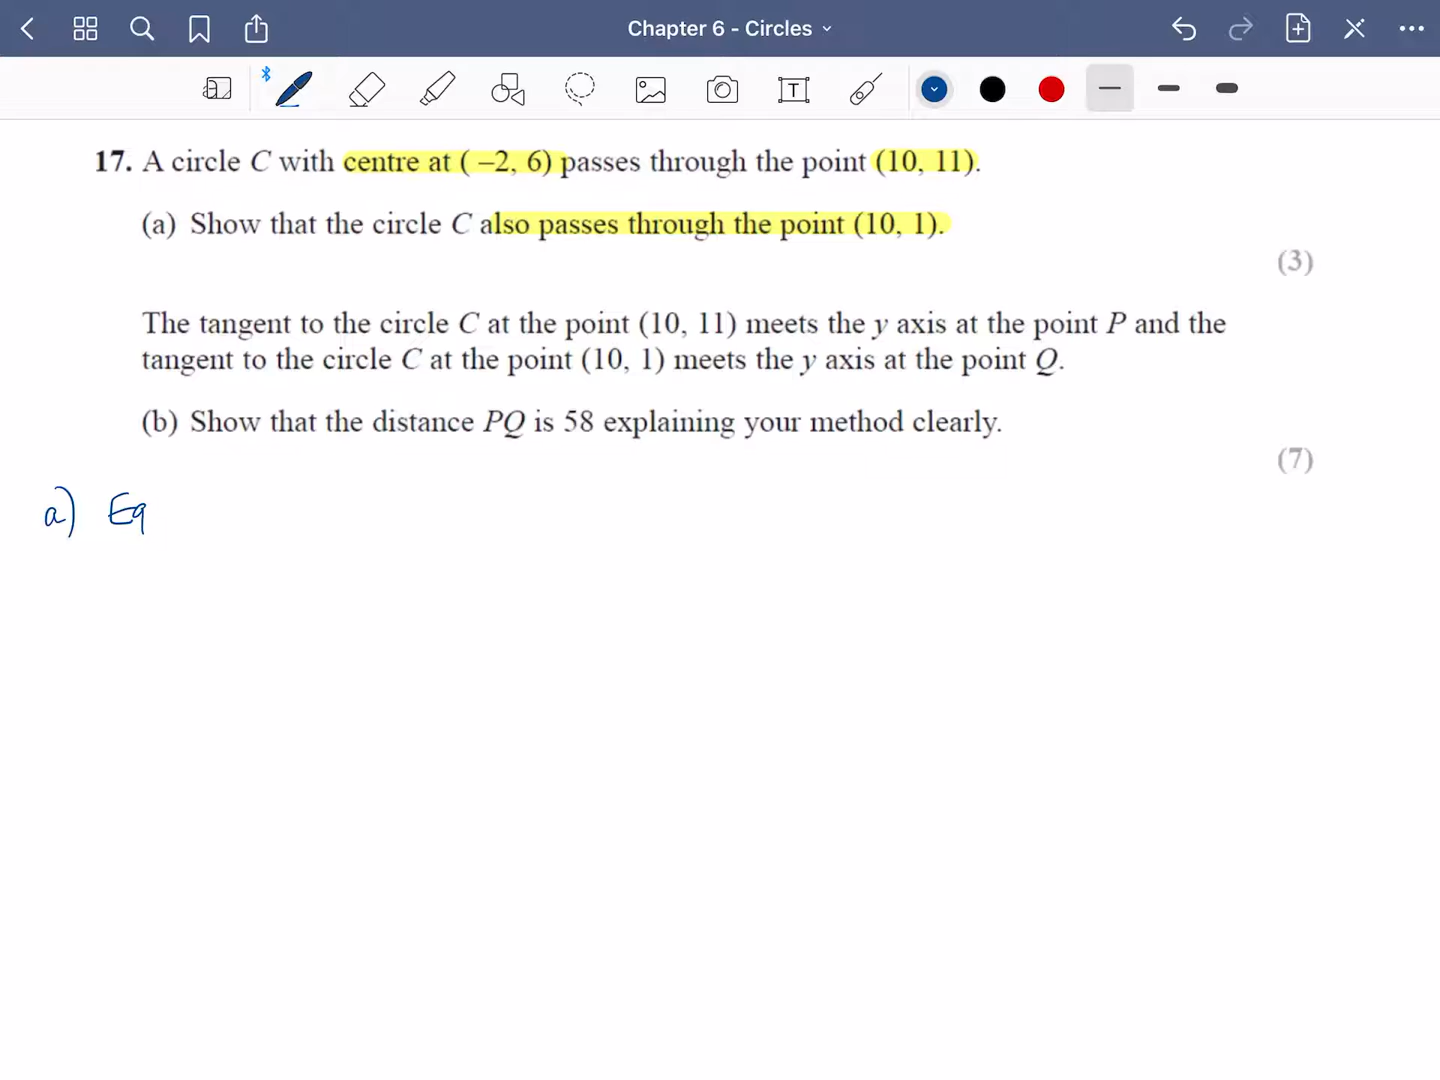 Chapter 6 - Circles
T
17. A circle C with centre at ( –2, 6) passes through the point (10, 11).
(a) Show that the circle C also passes through the point (10, 1).
(3)
The tangent to the circle C at the point (10, 11) meets the y axis at the point P and the
tangent to the circle C at the point (10, 1) meets the y axis at the point Q.
(b) Show that the distance PQ is 58 explaining your method clearly.
(7)
a) Eq